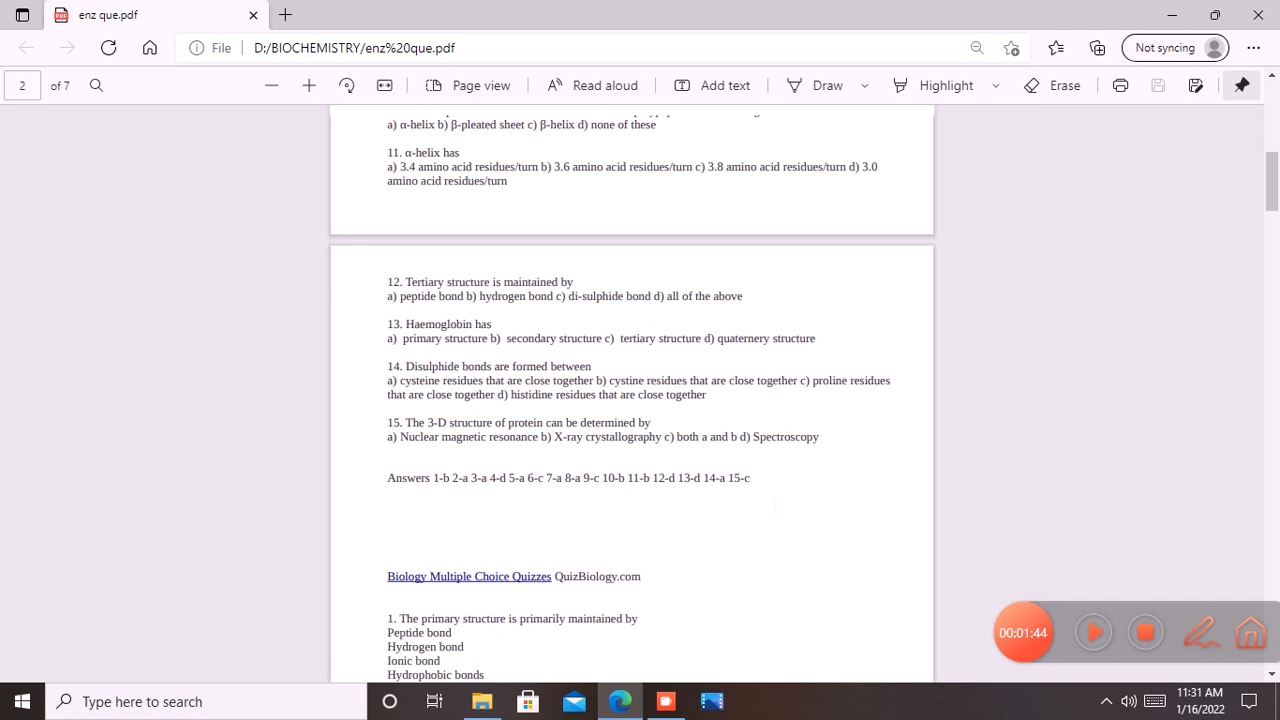 enz que.pdf
File D:/BIOCHEMISTRY/enz%20que.pdf Not syncing
2 of 7 Page view Read aloud Add text Draw Highlight Erase
a) α-helix b) β-pleated sheet c) β-helix d) none of these
11. α-helix has
a) 3.4 amino acid residues/turn b) 3.6 amino acid residues/turn c) 3.8 amino acid residues/turn d) 3.0
amino acid residues/turn
12. Tertiary structure is maintained by
a) peptide bond b) hydrogen bond c) di-sulphide bond d) all of the above
13. Haemoglobin has
a) primary structure b) secondary structure c) tertiary structure d) quaternery structure
14. Disulphide bonds are formed between
a) cysteine residues that are close together b) cystine residues that are close together c) proline residues
that are close together d) histidine residues that are close together
15. The 3-D structure of protein can be determined by
a) Nuclear magnetic resonance b) X-ray crystallography c) both a and b d) Spectroscopy
Answers 1-b 2-a 3-a 4-d 5-a 6-c 7-a 8-a 9-c 10-b 11-b 12-d 13-d 14-a 15-c
Biology Multiple Choice Quizzes QuizBiology.com
1. The primary structure is primarily maintained by
Peptide bond
Hydrogen bond
Ionic bond
Hydrophobic bonds
00:01:44
Type here to search
11:31 AM
1/16/2022